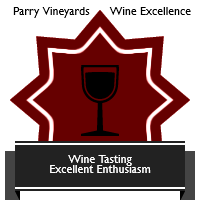 Parry Vineyards Wine Excellence
Wine Tasting
Excellent Enthusiasm